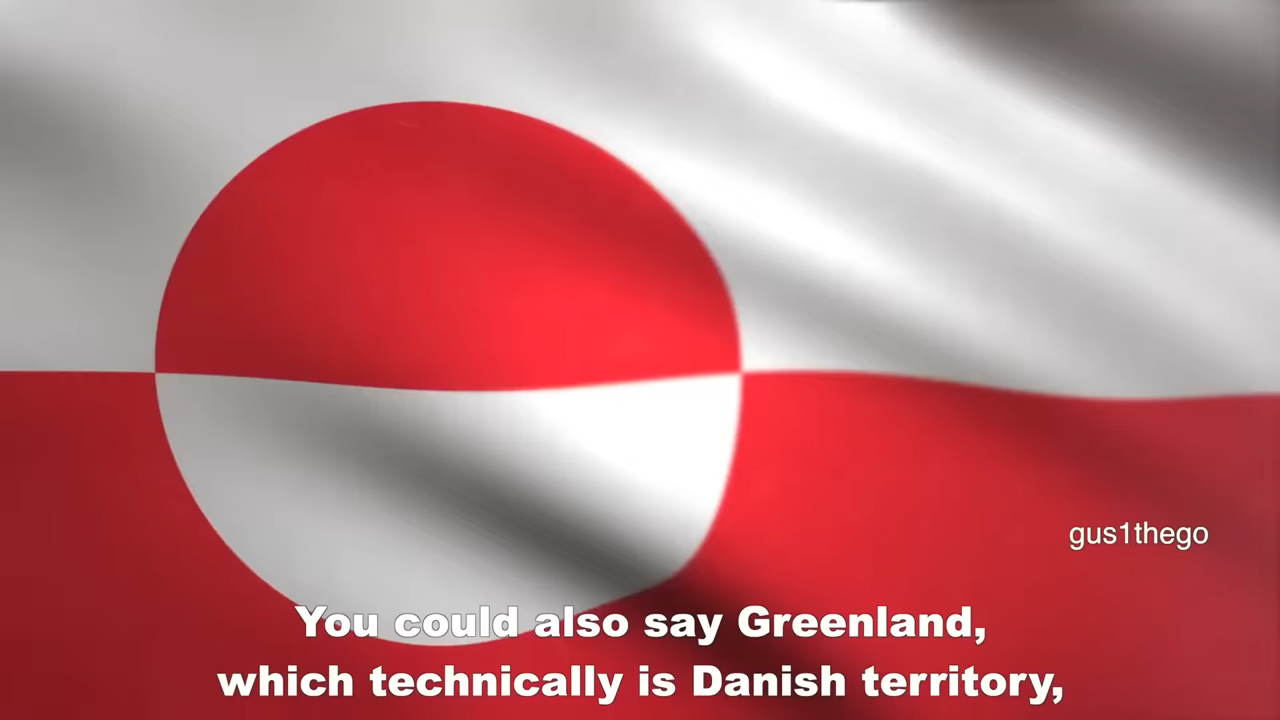 gus1thego
You could also say Greenland,
which technically is Danish territory,